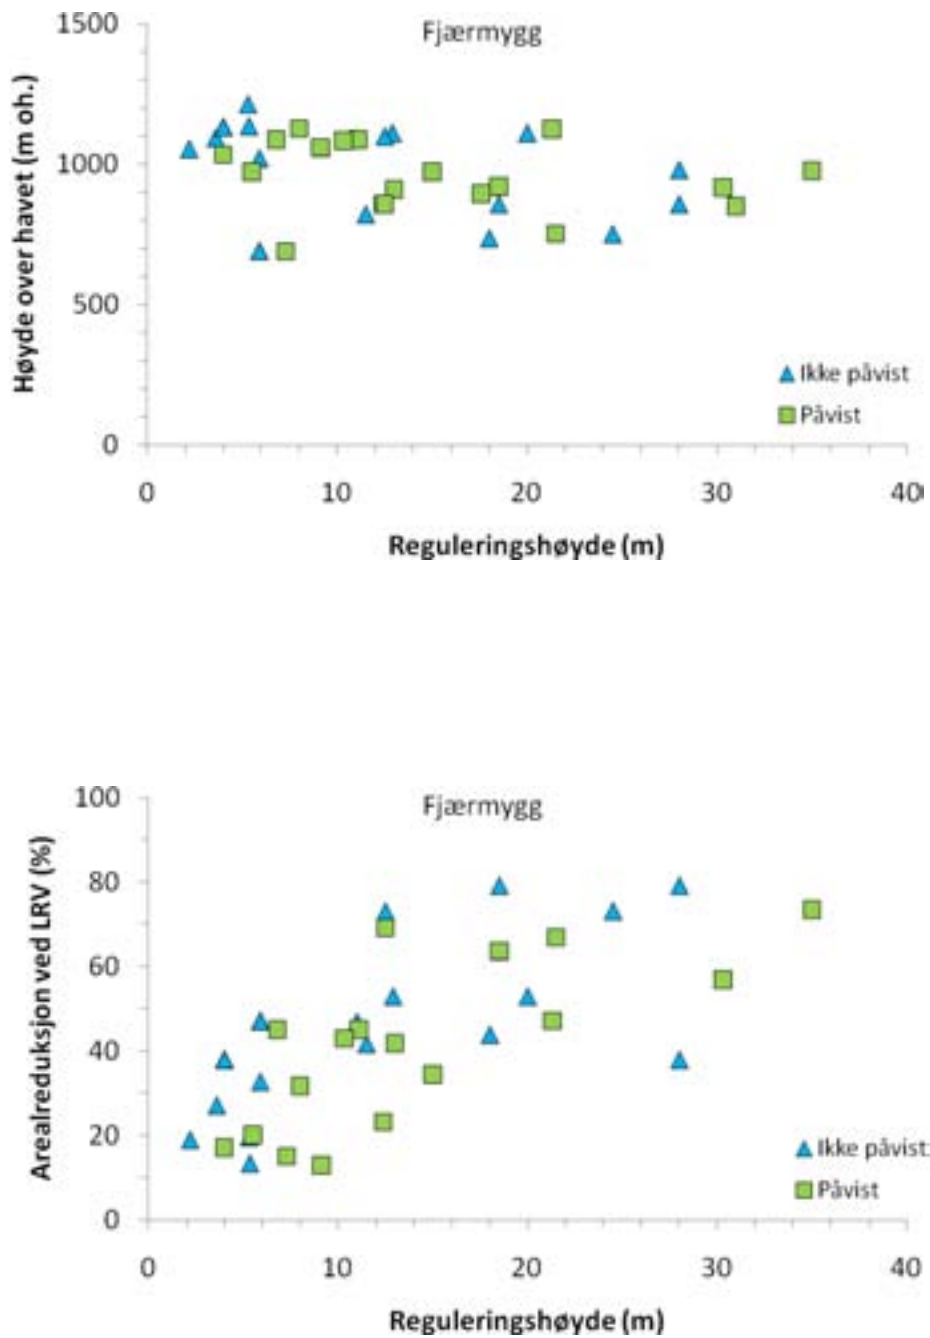 Fjærmygg
1500
1000
500
0
Høyde over havet (m oh.)
Ikke påvist
Påvist
0 10 20 30 40
Reguleringshøyde (m)
Fjærmygg
100
80
60
40
20
0
Arealreduksjon ved LRV (%)
Ikke påvist
Påvist
0 10 20 30 40
Reguleringshøyde (m)